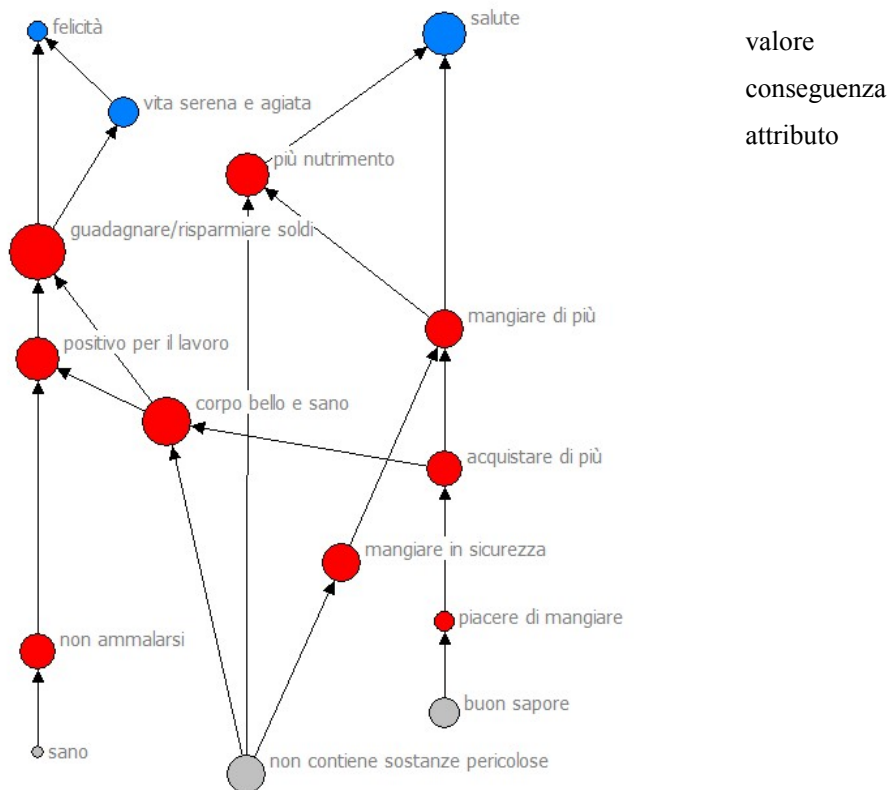 felicità
salute
valore
conseguenza
attributo
vita serena e agiata
più nutrimento
guadagnare/risparmiare soldi
mangiare di più
positivo per il lavoro
corpo bello e sano
acquistare di più
mangiare in sicurezza
piacere di mangiare
non ammalarsi
buon sapore
sano
non contiene sostanze pericolose